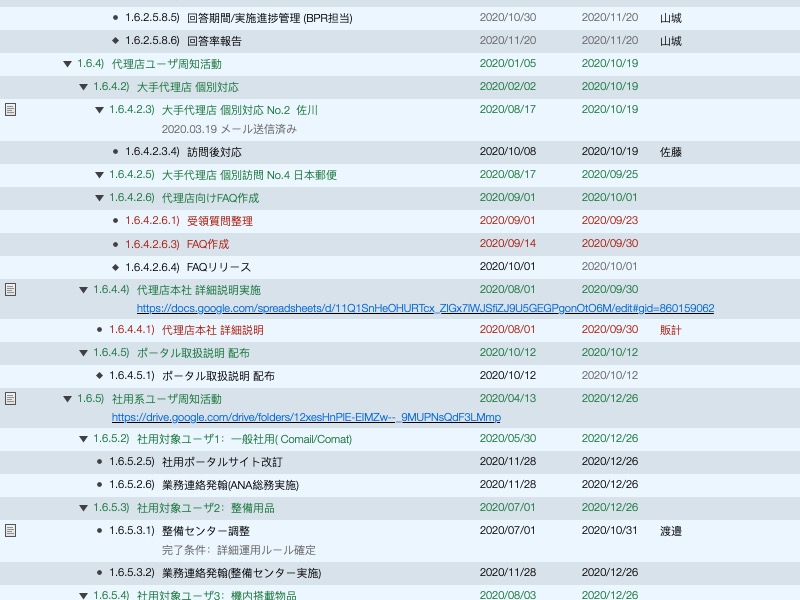 1.6.2.5.8.5) 回答期間/実施進捗管理 (BPR担当) 2020/10/30 2020/11/20 山城
1.6.2.5.8.6) 回答率報告 2020/11/20 2020/11/20 山城
1.6.4) 代理店ユーザ周知活動 2020/01/05 2020/10/19
1.6.4.2) 大手代理店 個別対応 2020/02/02 2020/10/19
1.6.4.2.3) 大手代理店 個別対応 No.2 佐川 2020/08/17 2020/10/19
2020.03.19 メール送信済み
1.6.4.2.3.4) 訪問後対応 2020/10/08 2020/10/19 佐藤
1.6.4.2.5) 大手代理店 個別訪問 No.4 日本郵便 2020/08/17 2020/09/25
1.6.4.2.6) 代理店向けFAQ作成 2020/09/01 2020/10/01
1.6.4.2.6.1) 受領質問整理 2020/09/01 2020/09/23
1.6.4.2.6.3) FAQ作成 2020/09/14 2020/09/30
1.6.4.2.6.4) FAQリリース 2020/10/01 2020/10/01
1.6.4.4) 代理店本社 詳細説明実施 2020/08/01 2020/09/30
https://docs.google.com/spreadsheets/d/11Q1SnHeOHURTcx_ZlGx7lWJSfiZJ9U5GEGPgonOtO6M/edit#gid=860159062
1.6.4.4.1) 代理店本社 詳細説明 2020/08/01 2020/09/30 販計
1.6.4.5) ポータル取扱説明 配布 2020/10/12 2020/10/12
1.6.4.5.1) ポータル取扱説明 配布 2020/10/12 2020/10/12
1.6.5) 社用系ユーザ周知活動 2020/04/13 2020/12/26
https://drive.google.com/drive/folders/12xesHnPlE-ElMZw--_9MUPNsQdF3LMmp
1.6.5.2) 社用対象ユーザ1: 一般社用( Comail/Comat) 2020/05/30 2020/12/26
1.6.5.2.5) 社用ポータルサイト改訂 2020/11/28 2020/12/26
1.6.5.2.6) 業務連絡発翰(ANA総務実施) 2020/11/28 2020/12/26
1.6.5.3) 社用対象ユーザ2: 整備用品 2020/07/01 2020/12/26
1.6.5.3.1) 整備センター調整 2020/07/01 2020/10/31 渡邉
完了条件: 詳細運用ルール確定
1.6.5.3.2) 業務連絡発翰(整備センター実施) 2020/11/28 2020/12/26
1.6.5.4) 社用対象ユーザ3: 機内搭載物品 2020/08/03 2020/12/26